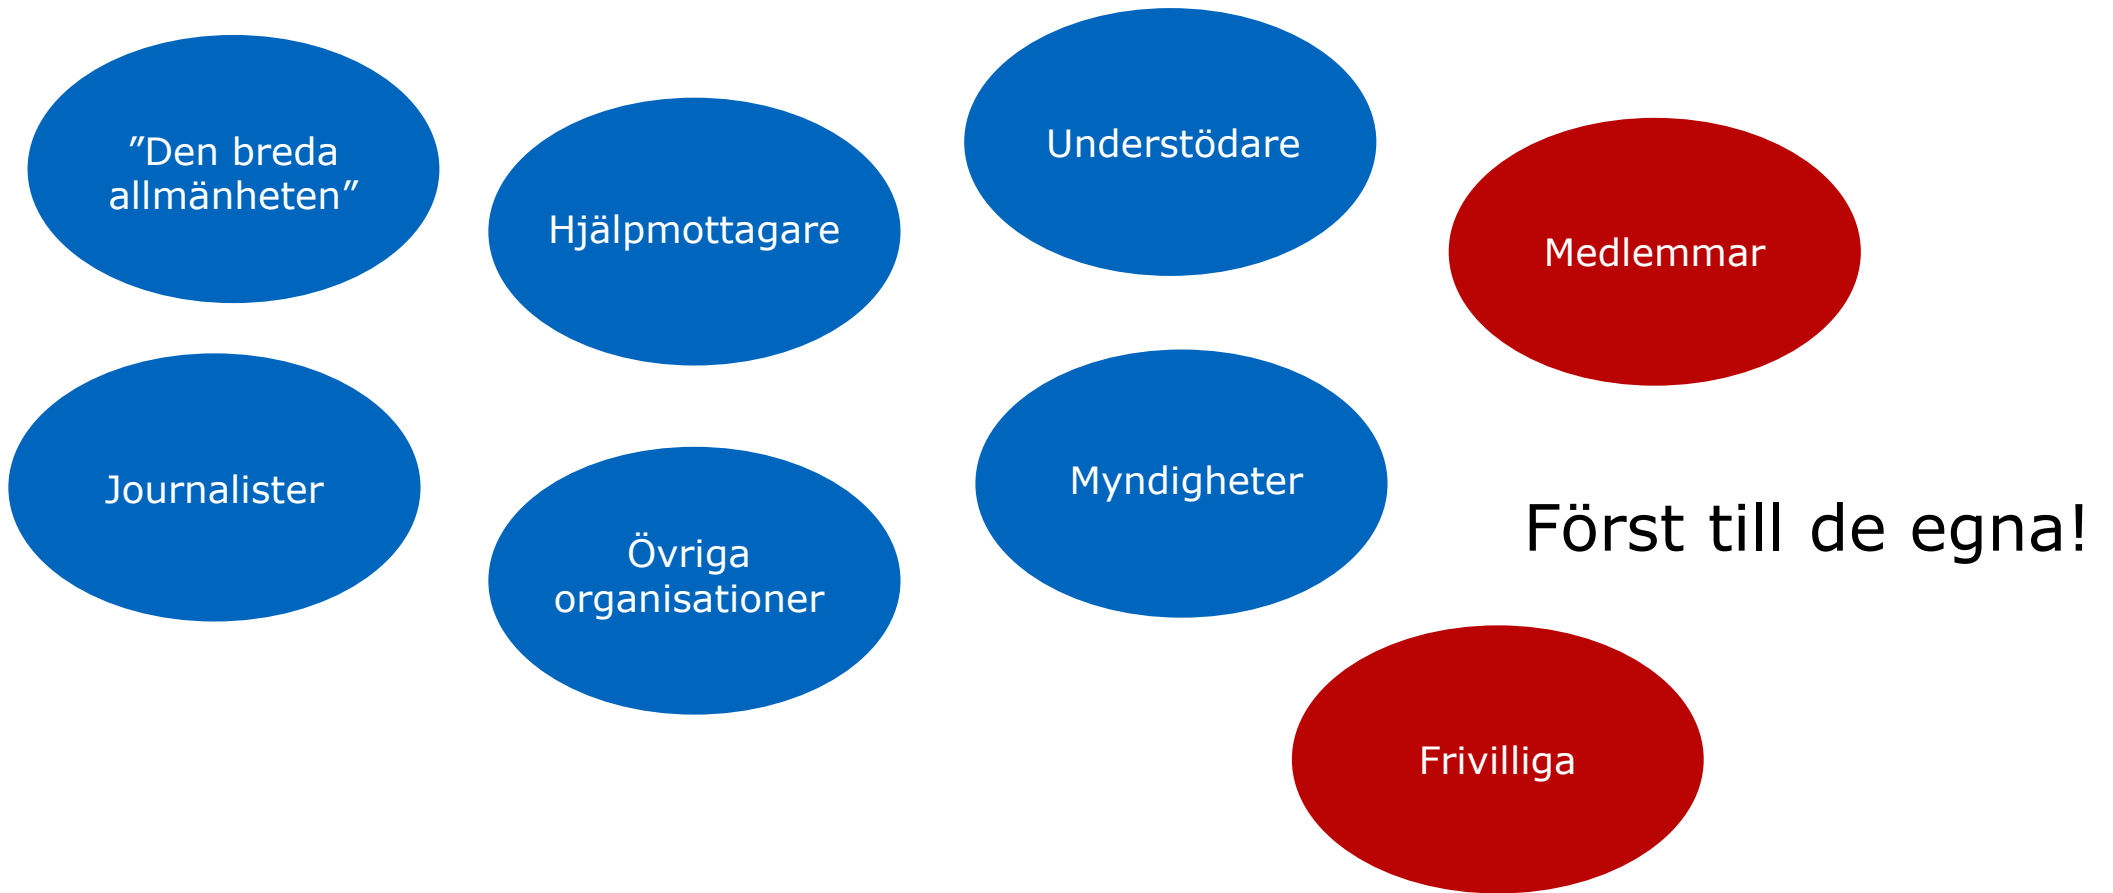 ”Den breda
allmänheten”
Hjälpmottagare
Understödare
Medlemmar
Journalister
Övriga
organisationer
Myndigheter
Först till de egna!
Frivilliga